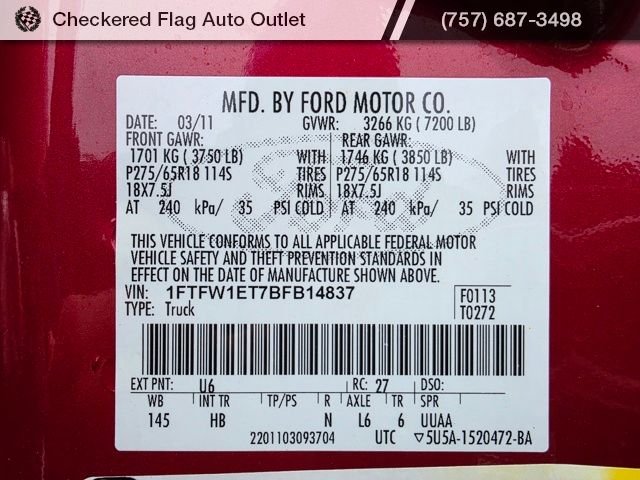 Checkered Flag Auto Outlet (757) 687-3498
MFD. BY FORD MOTOR CO.
DATE: 03/11 GVWR: 3266 KG ( 7200 LB)
FRONT GAWR: REAR GAWR:
1701 KG ( 3750 LB) WITH 1746 KG ( 3850 LB) WITH
P275/65R18 114S TIRES P275/65R18 114S TIRES
18X7.5J RIMS 18X7.5J RIMS
AT 240 kPa/ 35 PSI COLD AT 240 kPa/ 35 PSI COLD
THIS VEHICLE CONFORMS TO ALL APPLICABLE FEDERAL MOTOR
VEHICLE SAFETY AND THEFT PREVENTION STANDARDS IN
EFFECT ON THE DATE OF MANUFACTURE SHOWN ABOVE.
VIN: 1FTFW1ET7BFB14837 F0113
TYPE: Truck T0272
EXT PNT: U6 RC: 27 DSO:
WB INT TR TP/PS R AXLE TR SPR
145 HB N L6 6 UUAA
2201103093704 UTC ▽5U5A-1520472-BA